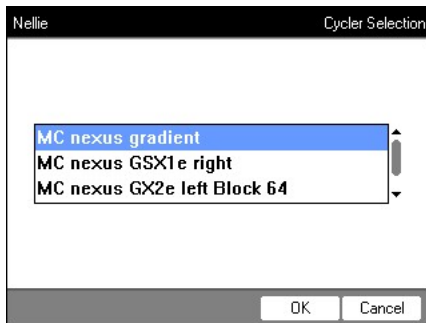 Nellie Cycler Selection
MC nexus gradient
MC nexus GSX1e right
MC nexus GX2e left Block 64
OK Cancel